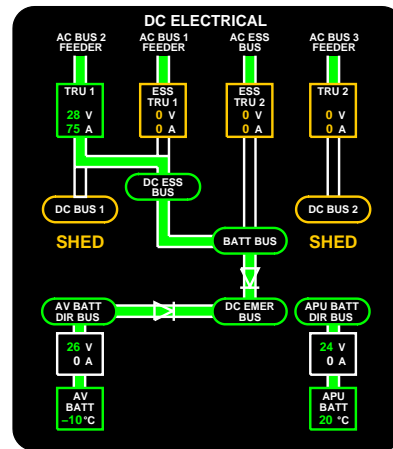 DC ELECTRICAL
AC BUS 2 FEEDER
AC BUS 1 FEEDER
AC ESS BUS
AC BUS 3 FEEDER
TRU 1
28 V
75 A
ESS TRU 1
0 V
0 A
ESS TRU 2
0 V
0 A
TRU 2
0 V
0 A
DC ESS BUS
DC BUS 1
DC BUS 2
SHED
BATT BUS
SHED
AV BATT DIR BUS
DC EMER BUS
APU BATT DIR BUS
26 V
0 A
24 V
0 A
AV BATT
−10 °C
APU BATT
20 °C